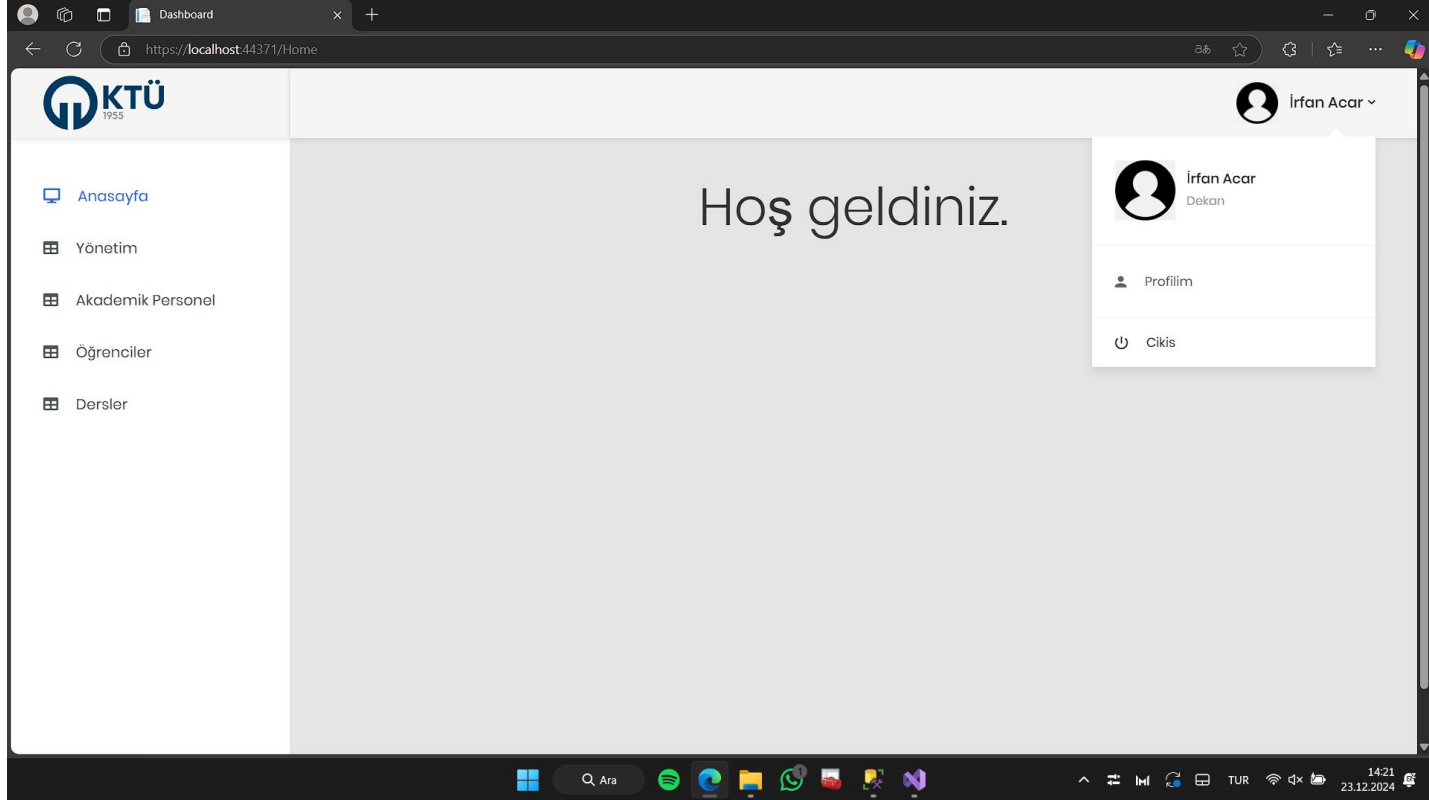 Dashboard
https://localhost:44371/Home
KTÜ
1955
İrfan Acar
İrfan Acar
Dekan
Profilim
Cikis
Anasayfa
Yönetim
Akademik Personel
Öğrenciler
Dersler
Hoş geldiniz.
Ara
1
TUR
14:21
23.12.2024